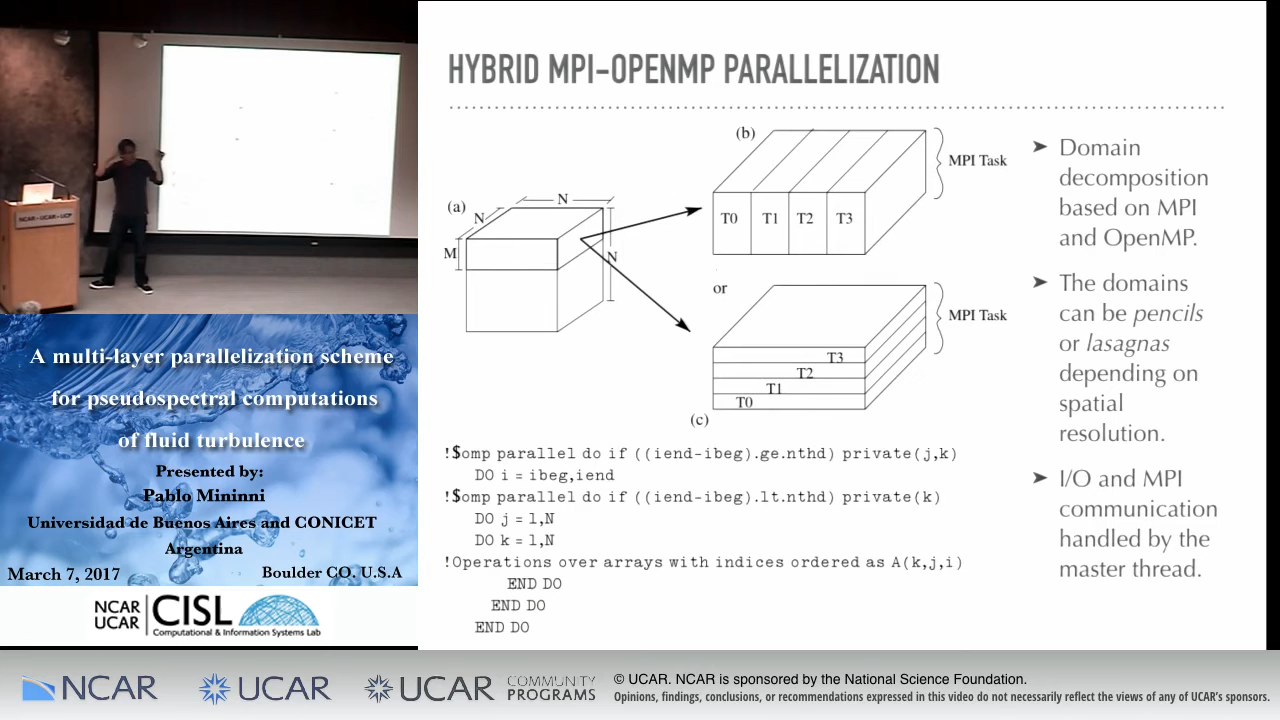 HYBRID MPI-OPENMP PARALLELIZATION
(a)
N
N
M
N
(b)
T0 T1 T2 T3
MPI Task
or
T3
T2
T1
T0
MPI Task
(c)
!$omp parallel do if ((iend-ibeg).ge.nthd) private(j,k)
DO i = ibeg,iend
!$omp parallel do if ((iend-ibeg).lt.nthd) private(k)
DO j = 1,N
DO k = 1,N
!Operations over arrays with indices ordered as A(k,j,i)
END DO
END DO
END DO
➤ Domain
decomposition
based on MPI
and OpenMP.
➤ The domains
can be pencils
or lasagnas
depending on
spatial
resolution.
➤ I/O and MPI
communication
handled by the
master thread.
NCAR • UCAR • UCP
A multi-layer parallelization scheme
for pseudospectral computations
of fluid turbulence
Presented by:
Pablo Mininni
Universidad de Buenos Aires and CONICET
Argentina
March 7, 2017 Boulder CO. U.S.A
NCAR
UCAR
CISL
Computational & Information Systems Lab
NCAR UCAR UCAR COMMUNITY
PROGRAMS
© UCAR. NCAR is sponsored by the National Science Foundation.
Opinions, findings, conclusions, or recommendations expressed in this video do not necessarily reflect the views of any of UCAR's sponsors.